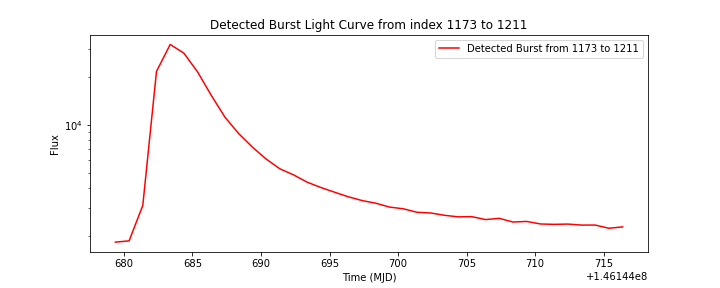 Detected Burst Light Curve from index 1173 to 1211
Detected Burst from 1173 to 1211
10⁴
Flux
680 685 690 695 700 705 710 715
Time (MJD)
+1.46144e8